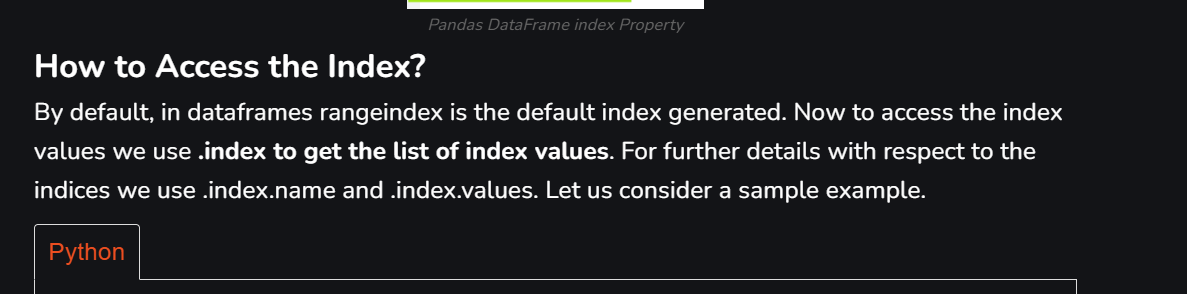 Pandas DataFrame index Property
How to Access the Index?
By default, in dataframes rangeindex is the default index generated. Now to access the index
values we use .index to get the list of index values. For further details with respect to the
indices we use .index.name and .index.values. Let us consider a sample example.
Python